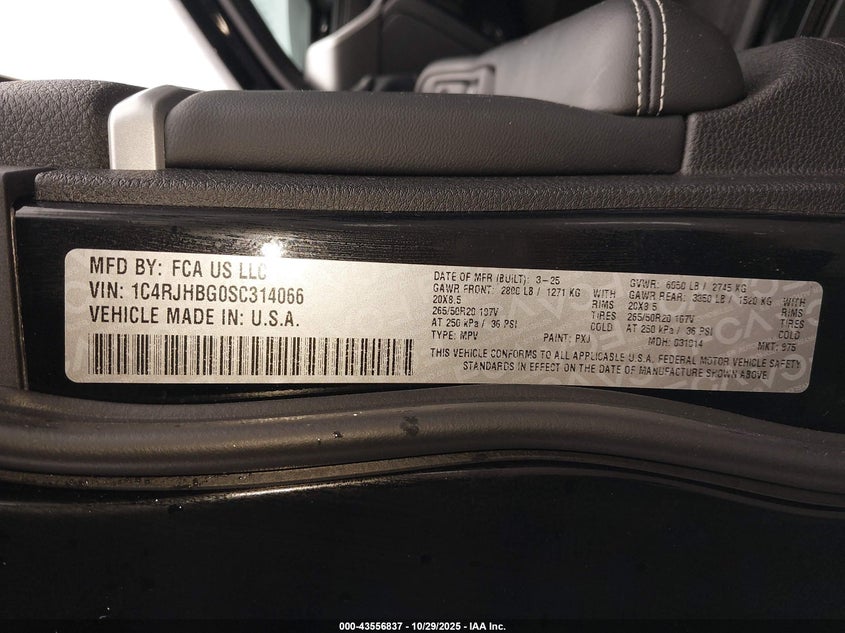 MFD BY: FCA US LLC
VIN: 1C4RJHBG0SC314066
VEHICLE MADE IN: U.S.A.
DATE OF MFR (BUILT): 3-25
GAWR FRONT: 2800 LB / 1271 KG
20X8.5 RIMS
265/50R20 107V TIRES
AT 250 kPa / 36 PSI COLD
TYPE: MPV PAINT: PXJ
GVWR: 6050 LB / 2745 KG
GAWR REAR: 3350 LB / 1520 KG
20X8.5 RIMS
265/50R20 107V TIRES
AT 250 kPa / 36 PSI COLD
MDH: 031914 MKT: 975
THIS VEHICLE CONFORMS TO ALL APPLICABLE U.S.A. FEDERAL MOTOR VEHICLE SAFETY
STANDARDS IN EFFECT ON THE DATE OF MANUFACTURE SHOWN ABOVE.
000-43556837 - 10/29/2025 - IAA Inc.